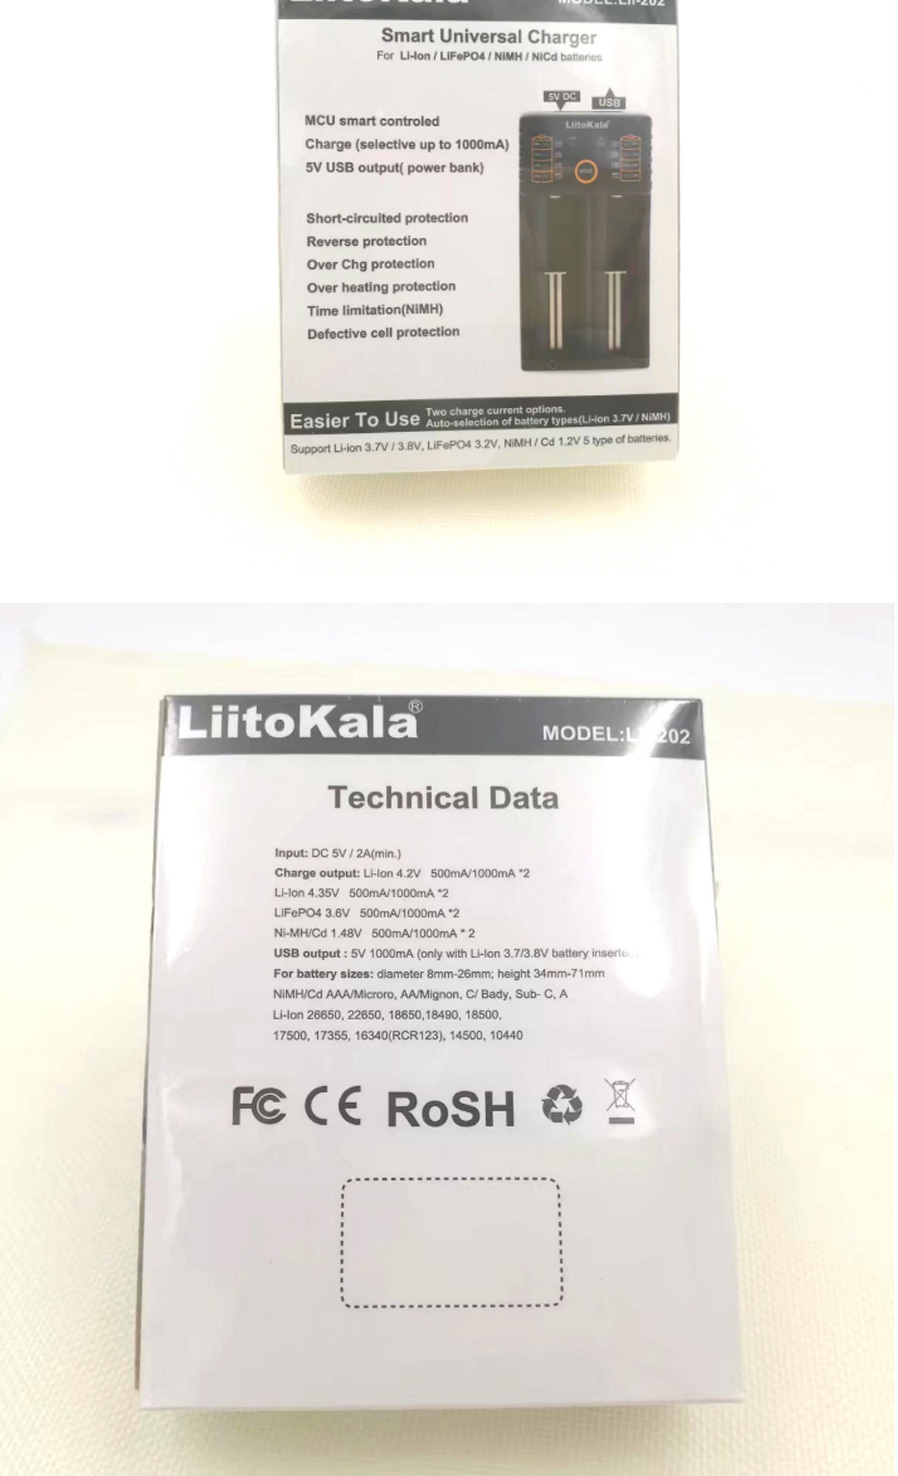 LiitoKala
MODEL:Lii-202
Smart Universal Charger
For Li-Ion / LiFePO4 / NiMH / NiCd batteries
5V DC
USB
LiitoKala
MCU smart controled
Charge (selective up to 1000mA)
5V USB output( power bank)
Short-circuited protection
Reverse protection
Over Chg protection
Over heating protection
Time limitation(NiMH)
Defective cell protection
Easier To Use Two charge current options.
Auto-selection of battery types(Li-ion 3.7V / NiMH)
Support Li-ion 3.7V / 3.8V, LiFePO4 3.2V, NiMH / Cd 1.2V 5 type of batteries.
LiitoKala®
MODEL:Lii-202
Technical Data
Input: DC 5V / 2A(min.)
Charge output: Li-Ion 4.2V 500mA/1000mA *2
Li-Ion 4.35V 500mA/1000mA *2
LiFePO4 3.6V 500mA/1000mA *2
Ni-MH/Cd 1.48V 500mA/1000mA * 2
USB output : 5V 1000mA (only with Li-Ion 3.7/3.8V battery inserte
For battery sizes: diameter 8mm-26mm; height 34mm-71mm
NiMH/Cd AAA/Microro, AA/Mignon, C/ Bady, Sub- C, A
Li-Ion 26650, 22650, 18650,18490, 18500,
17500, 17355, 16340(RCR123), 14500, 10440
FC CE RoSH